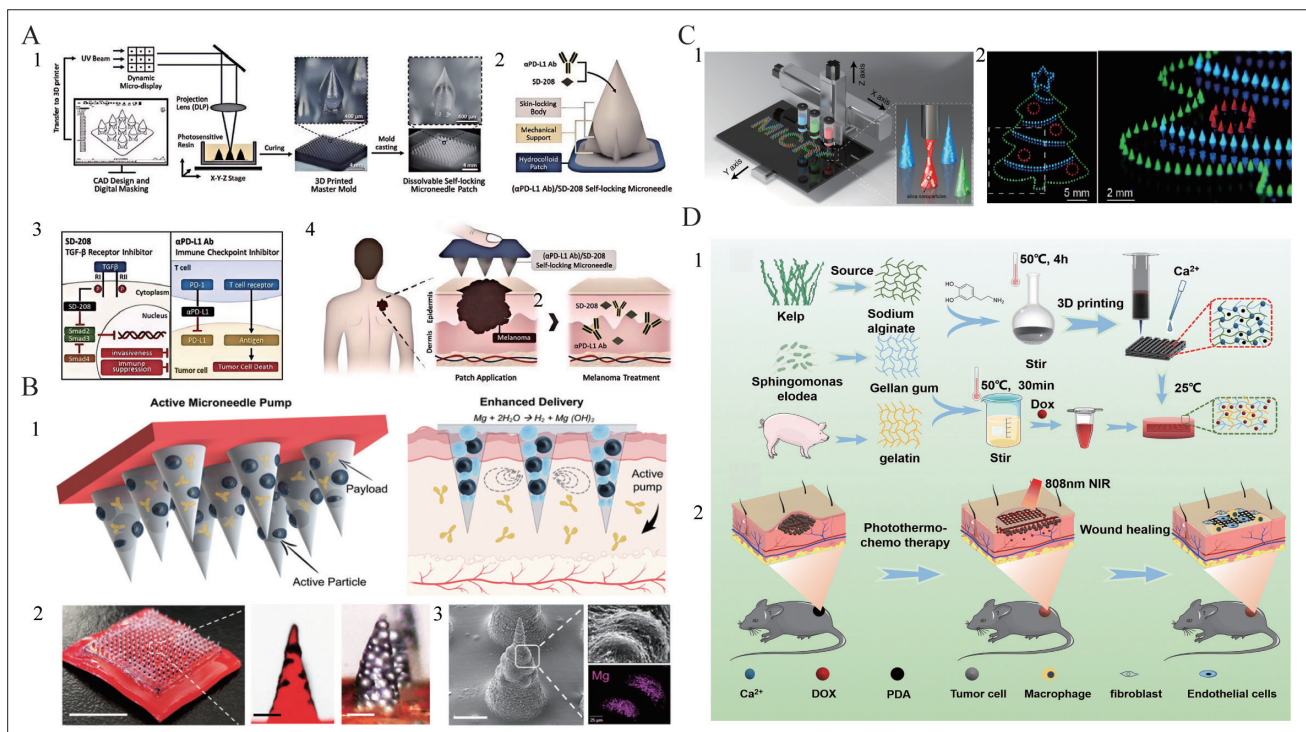 A
1
Transfer to 3D printer
UV Beam
Dynamic
Micro-display
Projection
Lens (DLP)
Photosensitive
Resin
X-Y-Z Stage
CAD Design and
Digital Masking
Curing
400 μm
3D Printed
Master Mold
Mold
casting
400 μm
4 mm
Dissolvable Self-locking
Microneedle Patch
2
αPD-L1 Ab
SD-208
Skin-locking
Body
Mechanical
Support
Hydrocolloid
Patch
(αPD-L1 Ab)/SD-208 Self-locking Microneedle
3
SD-208
TGF-β Receptor Inhibitor
TGFβ
RI
RII
P
P
Cytoplasm
SD-208
Nucleus
Smad2
Smad3
Smad4
invasiveness
Immune
suppression
αPD-L1 Ab
Immune Checkpoint Inhibitor
T cell
PD-1
T cell receptor
αPD-L1
PD-L1
Antigen
Tumor cell
Tumor Cell Death
4
(αPD-L1 Ab)/SD-208
Self-locking Microneedle
2
Epidermis
Dermis
Melanoma
Patch Application
SD-208
αPD-L1 Ab
Melanoma Treatment
B
1
Active Microneedle Pump
Payload
Active Particle
Enhanced Delivery
Mg + 2H₂O → H₂ + Mg (OH)₂
Active
pump
2
3
Mg
25 μm
C
1
Z axis
X axis
Y axis
silica nanoparticles
2
5 mm
2 mm
D
1
Kelp
Source
Sodium
alginate
Sphingomonas
elodea
Gellan gum
gelatin
HO
HO
NH₂
50℃, 4h
Stir
3D printing
Ca²⁺
50℃, 30min
Dox
Stir
25℃
2
Photothermo-
chemo therapy
808nm NIR
Wound healing
Ca²⁺
DOX
PDA
Tumor cell
Macrophage
fibroblast
Endothelial cells